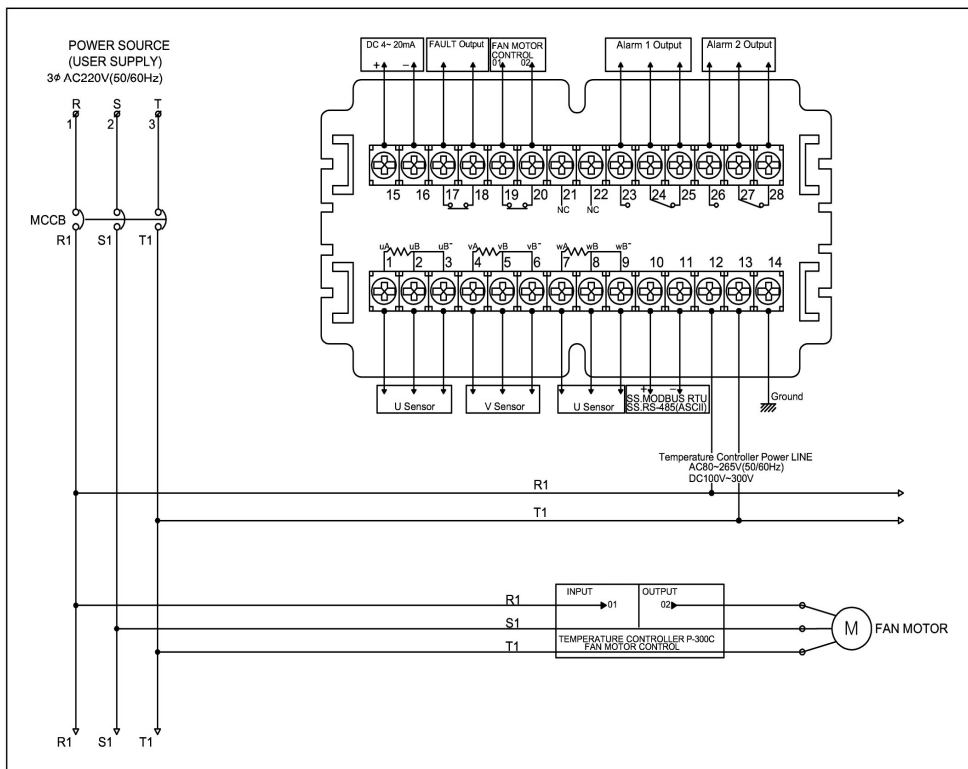 POWER SOURCE
(USER SUPPLY)
3φ AC220V(50/60Hz)
R S T
1 2 3
MCCB
R1 S1 T1
DC 4~ 20mA
+ −
FAULT Output
FAN MOTOR
CONTROL
01 02
Alarm 1 Output
Alarm 2 Output
15 16 17 18 19 20 21 22 23 24 25 26 27 28
NC NC
uA uB uB~ vA vB vB~ wA wB wB~
1 2 3 4 5 6 7 8 9 10 11 12 13 14
U Sensor
V Sensor
U Sensor
+ −
SS.MODBUS RTU
SS.RS-485(ASCII)
Ground
Temperature Controller Power LINE
AC80~265V(50/60Hz)
DC100V~300V
R1
T1
R1
S1
T1
INPUT OUTPUT
01 02
TEMPERATURE CONTROLLER P-300C
FAN MOTOR CONTROL
M
FAN MOTOR
R1 S1 T1